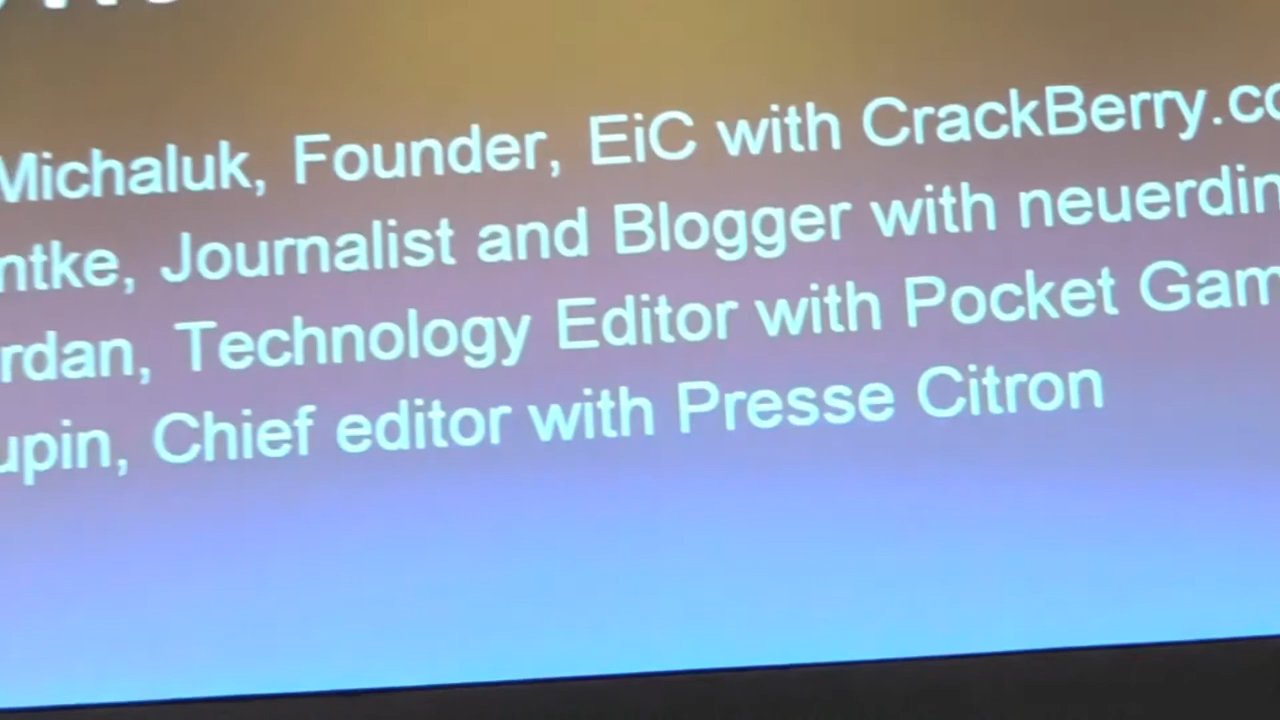 Michaluk, Founder, EiC with CrackBerry.co
ntke, Journalist and Blogger with neuerdin
rdan, Technology Editor with Pocket Gam
upin, Chief editor with Presse Citron